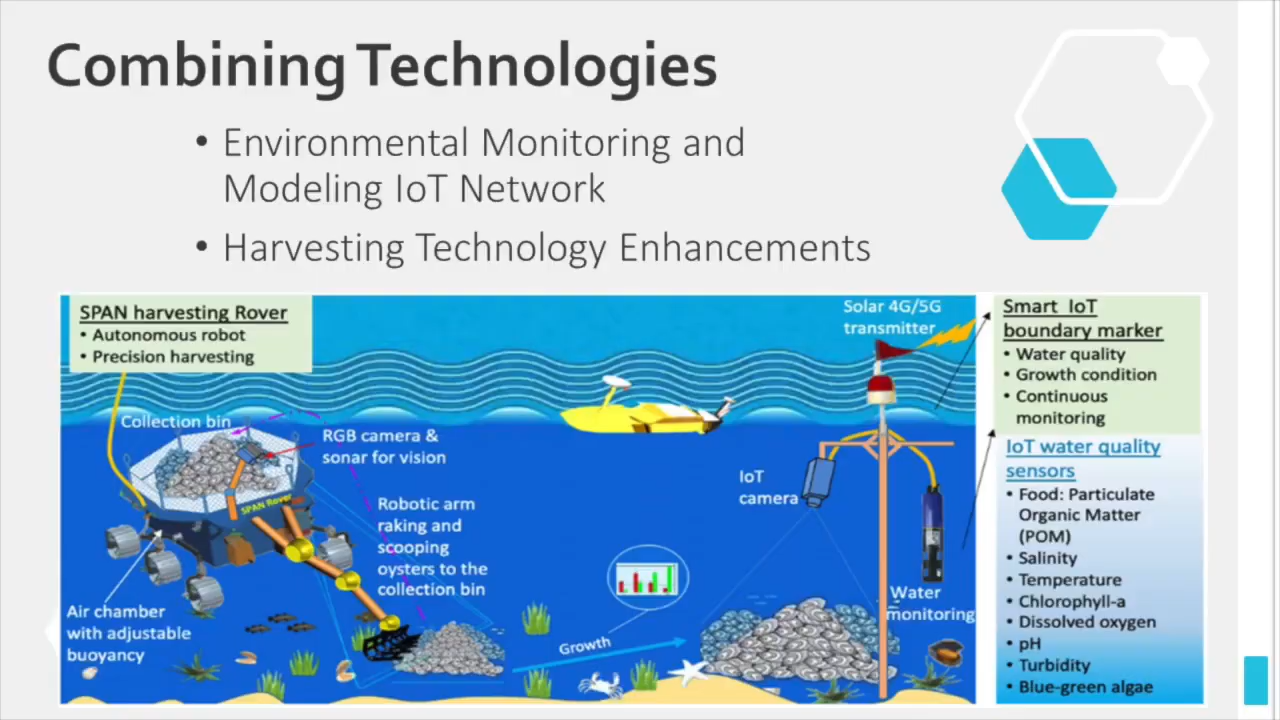 Combining Technologies
• Environmental Monitoring and
Modeling IoT Network
• Harvesting Technology Enhancements
SPAN harvesting Rover
• Autonomous robot
• Precision harvesting
Collection bin
RGB camera &
sonar for vision
SPAN Rover
Robotic arm
raking and
scooping
oysters to the
collection bin
Air chamber
with adjustable
buoyancy
Growth
IoT
camera
Solar 4G/5G
transmitter
Water
monitoring
Smart IoT
boundary marker
• Water quality
• Growth condition
• Continuous
monitoring
IoT water quality
sensors
• Food: Particulate
Organic Matter
(POM)
• Salinity
• Temperature
• Chlorophyll-a
• Dissolved oxygen
• pH
• Turbidity
• Blue-green algae